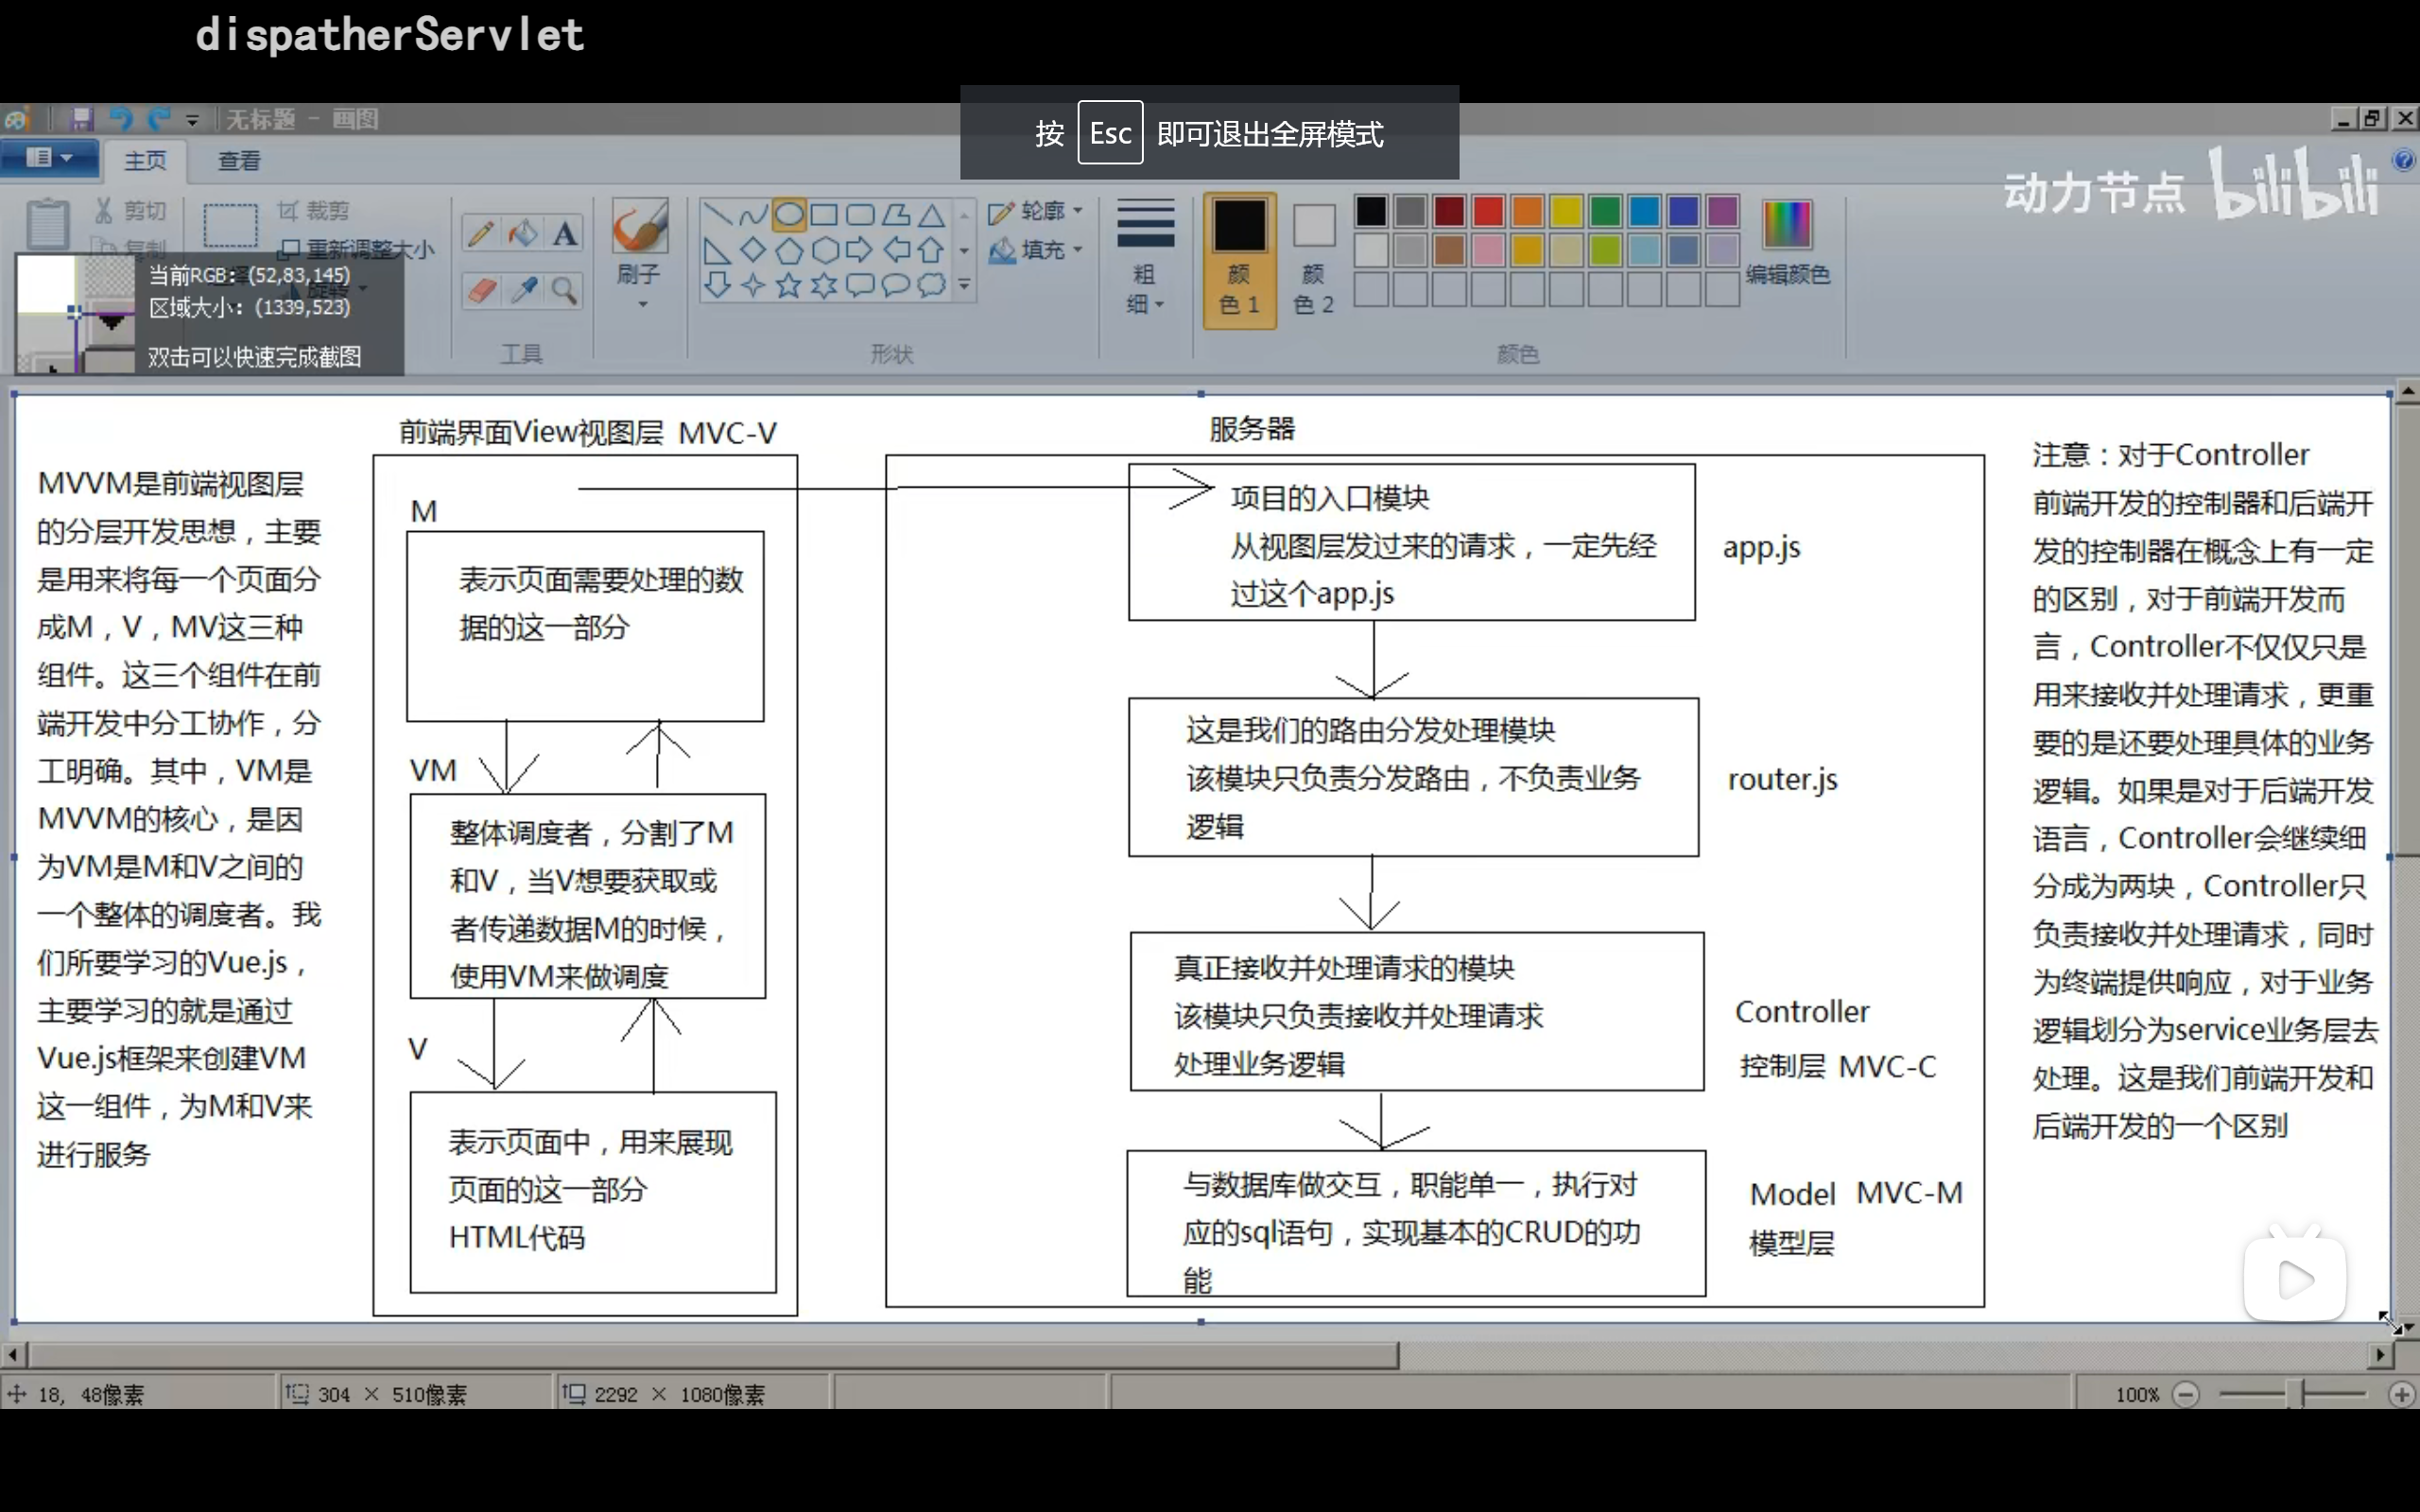 dispatherServlet
无标题 - 画图
按 Esc 即可退出全屏模式
主页
查看
动力节点 bilibili
剪切
复制
裁剪
重新调整大小
旋转
当前RGB: (52,83,145)
区域大小: (1339,523)
双击可以快速完成截图
工具
刷子
形状
轮廓
填充
粗
细
颜
色 1
颜
色 2
编辑颜色
颜色
MVVM是前端视图层
的分层开发思想，主要
是用来将每一个页面分
成M，V，MV这三种
组件。这三个组件在前
端开发中分工协作，分
工明确。其中，VM是
MVVM的核心，是因
为VM是M和V之间的
一个整体的调度者。我
们所要学习的Vue.js，
主要学习的就是通过
Vue.js框架来创建VM
这一组件，为M和V来
进行服务
前端界面View视图层 MVC-V
M
表示页面需要处理的数
据的这一部分
VM
整体调度者，分割了M
和V，当V想要获取或
者传递数据M的时候，
使用VM来做调度
V
表示页面中，用来展现
页面的这一部分
HTML代码
服务器
项目的入口模块
从视图层发过来的请求，一定先经
过这个app.js
app.js
这是我们的路由分发处理模块
该模块只负责分发路由，不负责业务
逻辑
router.js
真正接收并处理请求的模块
该模块只负责接收并处理请求
处理业务逻辑
Controller
控制层 MVC-C
与数据库做交互，职能单一，执行对
应的sql语句，实现基本的CRUD的功
能
Model MVC-M
模型层
注意：对于Controller
前端开发的控制器和后端开
发的控制器在概念上有一定
的区别，对于前端开发而
言，Controller不仅仅只是
用来接收并处理请求，更重
要的是还要处理具体的业务
逻辑。如果是对于后端开发
语言，Controller会继续细
分成为两块，Controller只
负责接收并处理请求，同时
为终端提供响应，对于业务
逻辑划分为service业务层去
处理。这是我们前端开发和
后端开发的一个区别
18, 48像素
304 × 510像素
2292 × 1080像素
100%